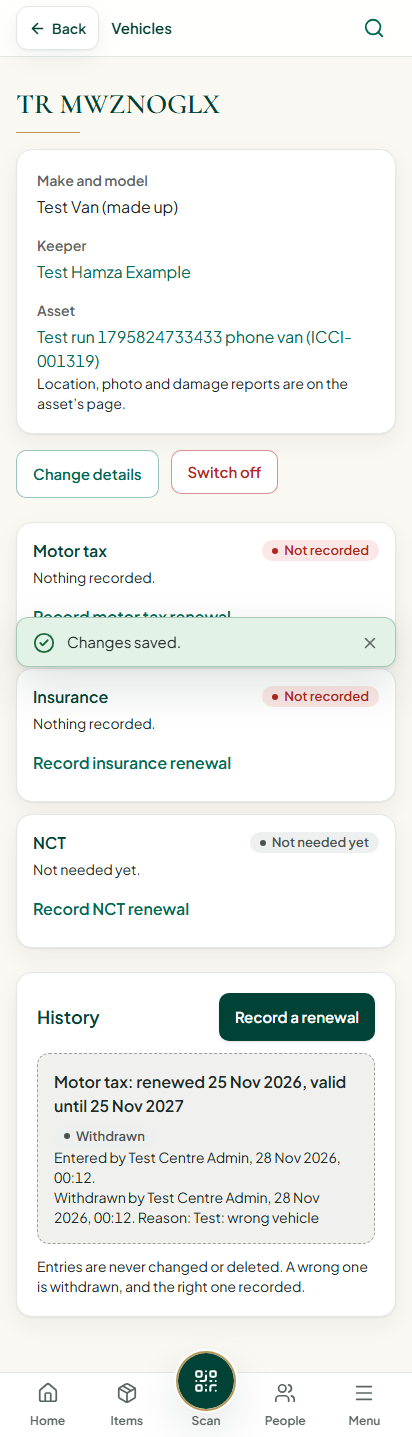 Back
Vehicles
TR MWZNOGLX
Make and model
Test Van (made up)
Keeper
Test Hamza Example
Asset
Test run 1795824733433 phone van (ICCI-
001319)
Location, photo and damage reports are on the
asset's page.
Change details
Switch off
Motor tax
Not recorded
Nothing recorded.
Record motor tax renewal
Changes saved.
Insurance
Not recorded
Nothing recorded.
Record insurance renewal
NCT
Not needed yet
Not needed yet.
Record NCT renewal
History
Record a renewal
Motor tax: renewed 25 Nov 2026, valid
until 25 Nov 2027
Withdrawn
Entered by Test Centre Admin, 28 Nov 2026,
00:12.
Withdrawn by Test Centre Admin, 28 Nov
2026, 00:12. Reason: Test: wrong vehicle
Entries are never changed or deleted. A wrong one
is withdrawn, and the right one recorded.
Home
Items
Scan
People
Menu